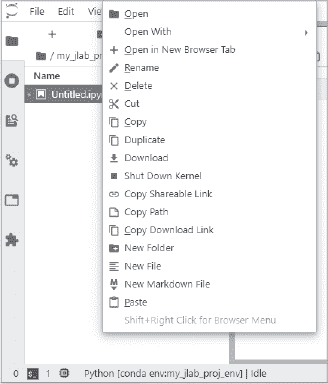 File Edit Vie
/ my_jlab_proj
Name
Untitled.ipy
Open
Open With
Open in New Browser Tab
Rename
Delete
Cut
Copy
Duplicate
Download
Shut Down Kernel
Copy Shareable Link
Copy Path
Copy Download Link
New Folder
New File
New Markdown File
Paste
Shift+Right Click for Browser Menu
0 1 Python [conda env:my_jlab_proj_env] | Idle